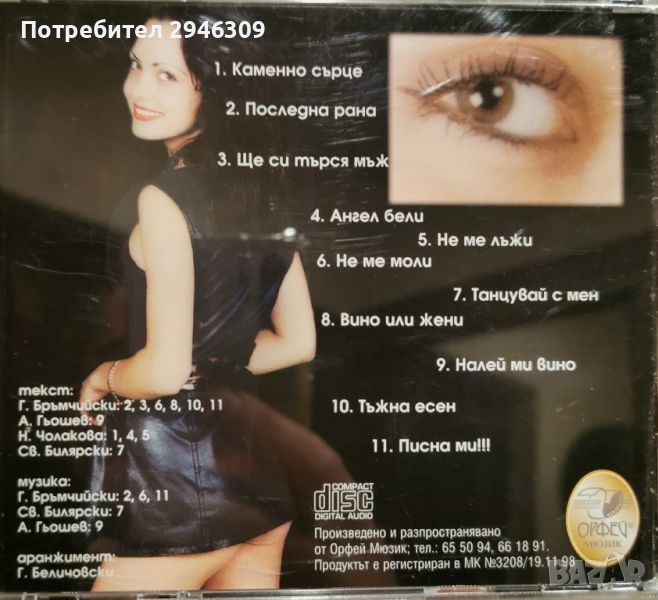 Потребител 2946309
1. Каменно сърце
2. Последна рана
3. Ще си търся мъж
4. Ангел бели
5. Не ме лъжи
6. Не ме моли
7. Танцувай с мен
8. Вино или жени
9. Налей ми вино
10. Тъжна есен
11. Писна ми!!!
текст:
Г. Бръмчийски: 2, 3, 6, 8, 10, 11
А. Гьошев: 9
Н. Чолакова: 1, 4, 5
Св. Билярски: 7
музика:
Г. Бръмчийски: 2, 6, 11
Св. Билярски: 7
А. Гьошев: 9
аранжимент:
Г. Беличовски
COMPACT
disc
DIGITAL AUDIO
Произведено и разпространявано
от Орфей Мюзик; тел.: 65 50 94, 66 18 91.
Продуктът е регистриран в МК №3208/19.11.98
ОРФЕЙ
МЮЗИК
BAZAR